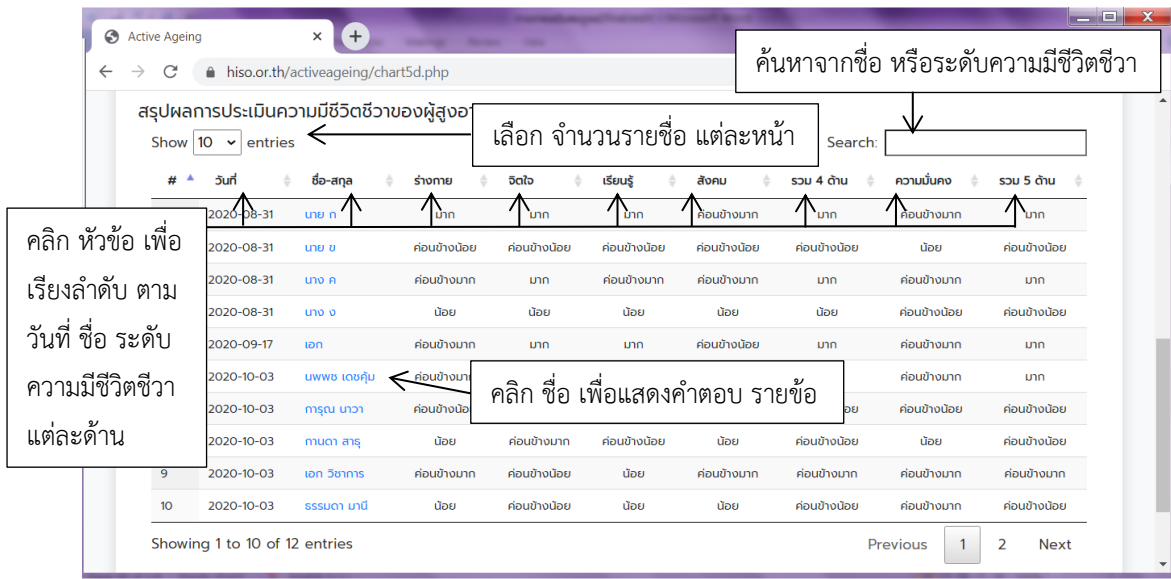 Active Ageing
hiso.or.th/activeageing/chart5d.php
ค้นหาจากชื่อ หรือระดับความมีชีวิตชีวา
สรุปผลการประเมินความมีชีวิตชีวาของผู้สูงอา
Show 10 entries
เลือก จำนวนรายชื่อ แต่ละหน้า
Search:
# วันที่ ชื่อ-สกุล ร่างกาย จิตใจ เรียนรู้ สังคม รวม 4 ด้าน ความมั่นคง รวม 5 ด้าน
2020-08-31 นาย ก มาก มาก มาก ค่อนข้างมาก มาก ค่อนข้างมาก มาก
2020-08-31 นาย ข ค่อนข้างน้อย ค่อนข้างน้อย ค่อนข้างน้อย ค่อนข้างน้อย ค่อนข้างน้อย น้อย ค่อนข้างน้อย
2020-08-31 นาง ค ค่อนข้างมาก มาก ค่อนข้างมาก ค่อนข้างมาก มาก ค่อนข้างมาก มาก
2020-08-31 นาง ง น้อย น้อย น้อย น้อย น้อย ค่อนข้างน้อย ค่อนข้างน้อย
2020-09-17 เอก ค่อนข้างมาก มาก มาก ค่อนข้างน้อย มาก ค่อนข้างมาก มาก
2020-10-03 นพพช เดชคุ้ม ค่อนข้างมาก ค่อนข้างมาก มาก
2020-10-03 การุณ นาวา ค่อนข้างน้อ อย ค่อนข้างน้อย ค่อนข้างน้อย
2020-10-03 กานดา สาธุ น้อย ค่อนข้างมาก ค่อนข้างน้อย น้อย ค่อนข้างน้อย น้อย ค่อนข้างน้อย
9 2020-10-03 เอก วิชาการ ค่อนข้างมาก ค่อนข้างน้อย น้อย ค่อนข้างมาก ค่อนข้างมาก ค่อนข้างมาก ค่อนข้างมาก
10 2020-10-03 ธรรมดา มานี น้อย ค่อนข้างน้อย น้อย น้อย ค่อนข้างน้อย ค่อนข้างมาก ค่อนข้างน้อย
คลิก หัวข้อ เพื่อ
เรียงลำดับ ตาม
วันที่ ชื่อ ระดับ
ความมีชีวิตชีวา
แต่ละด้าน
คลิก ชื่อ เพื่อแสดงคำตอบ รายข้อ
Showing 1 to 10 of 12 entries
Previous 1 2 Next